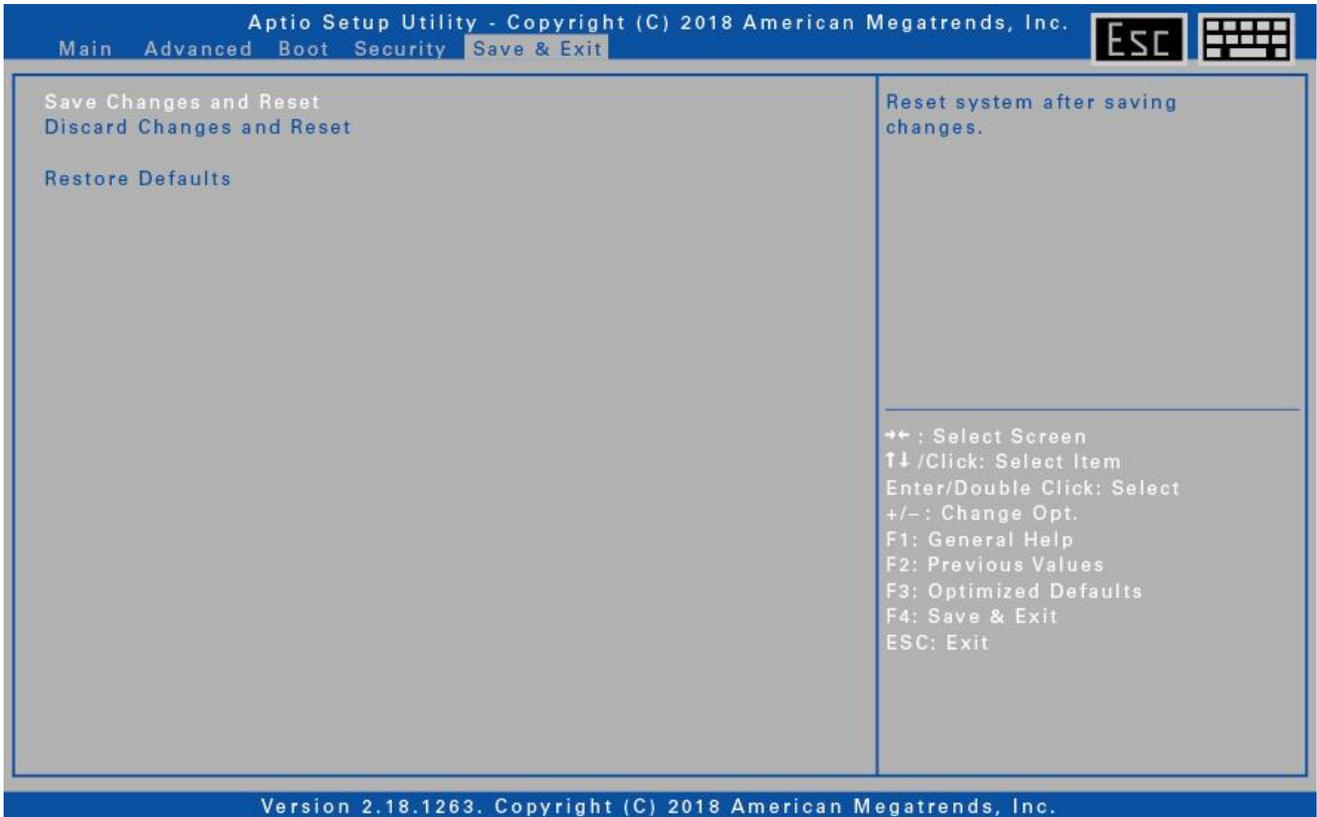 Aptio Setup Utility - Copyright (C) 2018 American Megatrends, Inc.
Esc
Main Advanced Boot Security Save & Exit
Save Changes and Reset
Discard Changes and Reset
Restore Defaults
Reset system after saving
changes.
→← : Select Screen
↑↓ /Click: Select Item
Enter/Double Click: Select
+/– : Change Opt.
F1: General Help
F2: Previous Values
F3: Optimized Defaults
F4: Save & Exit
ESC: Exit
Version 2.18.1263. Copyright (C) 2018 American Megatrends, Inc.